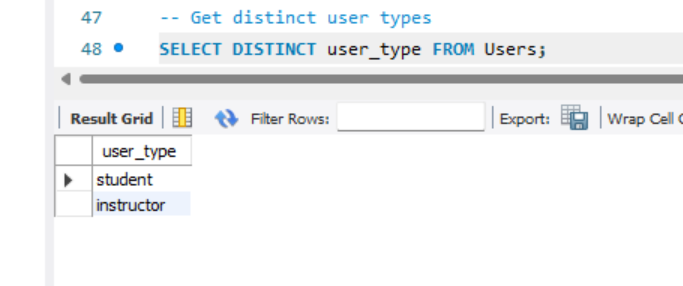 47 -- Get distinct user types
48 SELECT DISTINCT user_type FROM Users;
Result Grid Filter Rows: Export: Wrap Cell C
user_type
student
instructor